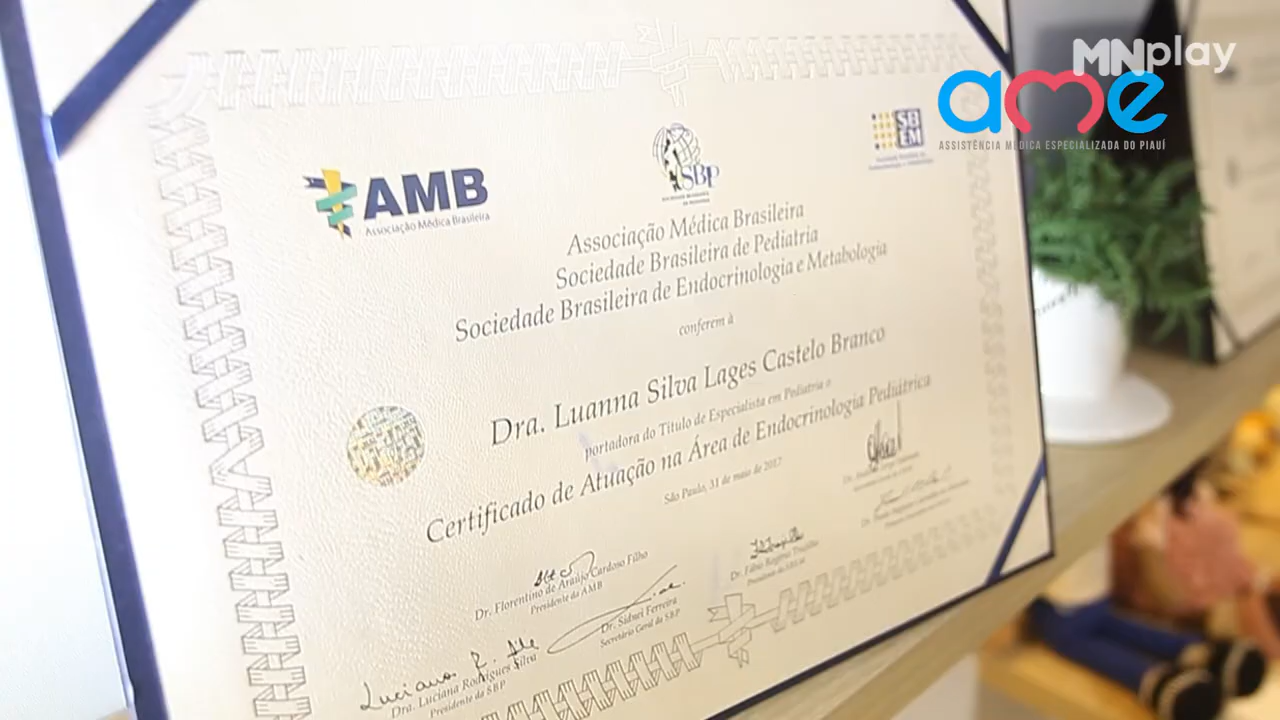 MNplay
ame
ASSISTÊNCIA MÉDICA ESPECIALIZADA DO PIAUÍ
AMB
Associação Médica Brasileira
SBP
SB
EM
Associação Médica Brasileira
Sociedade Brasileira de Pediatria
Sociedade Brasileira de Endocrinologia e Metabologia
conferem à
Dra. Luanna Silva Lages Castelo Branco
portadora do Título de Especialista em Pediatria o
Certificado de Atuação na Área de Endocrinologia Pediátrica
São Paulo, 31 de maio de 2017
Dr. Florentino de Araújo Cardoso Filho
Presidente da AMB
Dr. Fábio Rogério Trujilho
Dr. Sidnei Ferreira
Secretário Geral da SBP
Dra. Luciana Rodrigues Silva
Presidente da SBP